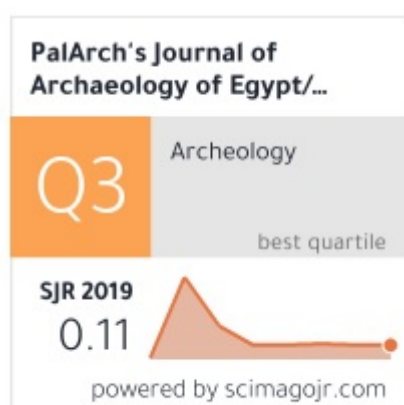 PalArch's Journal of
Archaeology of Egypt/...
Q3
Archeology
best quartile
SJR 2019
0.11
powered by scimagojr.com